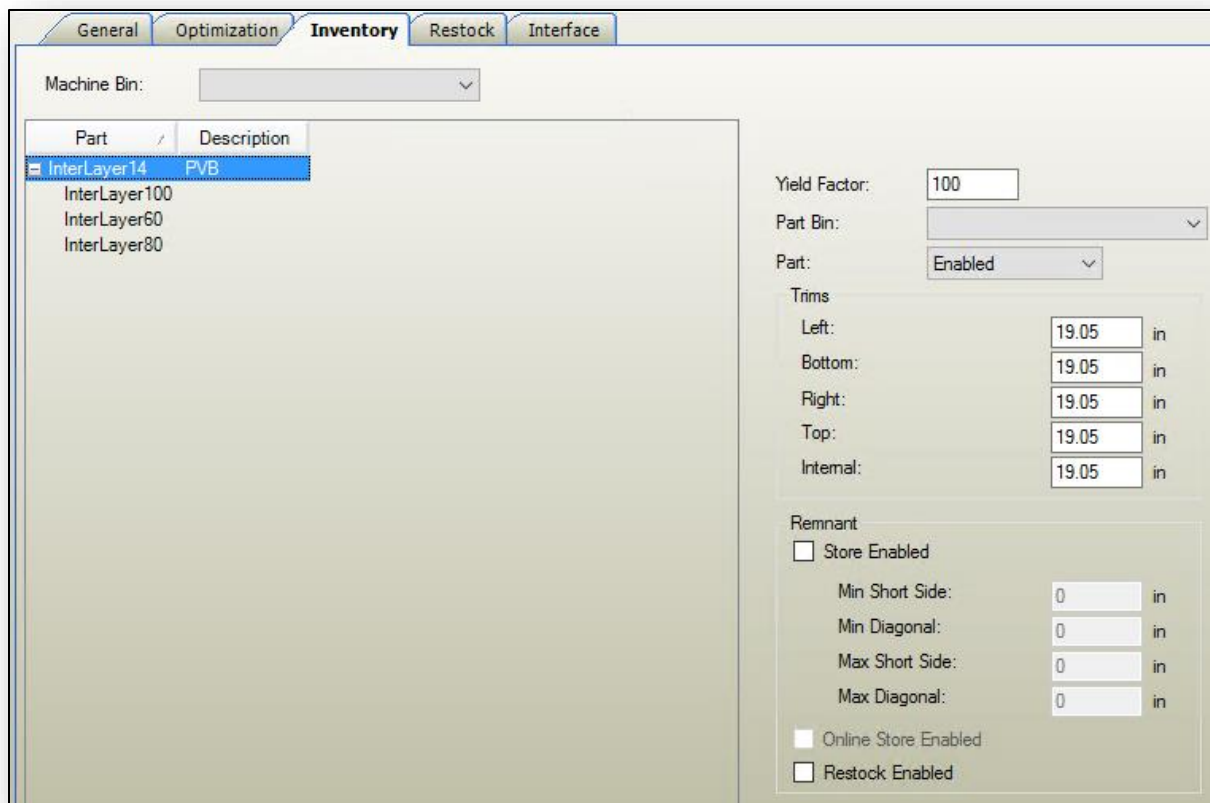 General Optimization Inventory Restock Interface
Machine Bin:
Part Description
InterLayer14 PVB
InterLayer100
InterLayer60
InterLayer80
Yield Factor: 100
Part Bin:
Part: Enabled
Trims
Left: 19.05 in
Bottom: 19.05 in
Right: 19.05 in
Top: 19.05 in
Internal: 19.05 in
Remnant
Store Enabled
Min Short Side: 0 in
Min Diagonal: 0 in
Max Short Side: 0 in
Max Diagonal: 0 in
Online Store Enabled
Restock Enabled